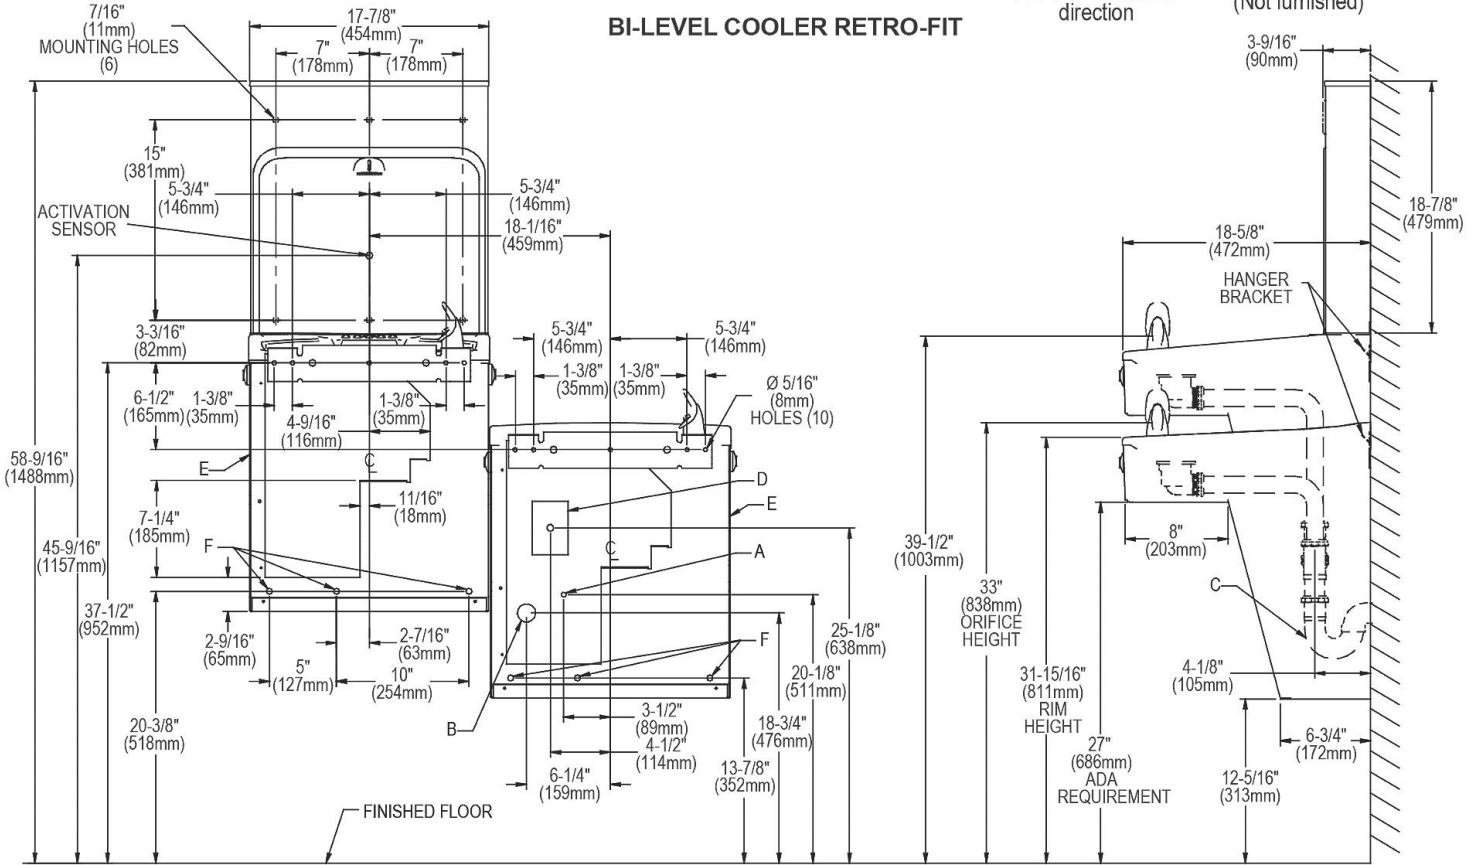 direction
(Not furnished)
BI-LEVEL COOLER RETRO-FIT
7/16"
(11mm)
MOUNTING HOLES
(6)
17-7/8"
(454mm)
7"
(178mm)
7"
(178mm)
15"
(381mm)
5-3/4"
(146mm)
5-3/4"
(146mm)
ACTIVATION
SENSOR
18-1/16"
(459mm)
3-3/16"
(82mm)
6-1/2"
(165mm)
1-3/8"
(35mm)
1-3/8"
(35mm)
4-9/16"
(116mm)
5-3/4"
(146mm)
5-3/4"
(146mm)
1-3/8"
(35mm)
1-3/8"
(35mm)
Ø 5/16"
(8mm)
HOLES (10)
58-9/16"
(1488mm)
E
C
D
E
11/16"
(18mm)
7-1/4"
(185mm)
F
C
A
45-9/16"
(1157mm)
37-1/2"
(952mm)
2-9/16"
(65mm)
2-7/16"
(63mm)
5"
(127mm)
10"
(254mm)
F
25-1/8"
(638mm)
20-1/8"
(511mm)
20-3/8"
(518mm)
B
3-1/2"
(89mm)
18-3/4"
(476mm)
4-1/2"
(114mm)
6-1/4"
(159mm)
13-7/8"
(352mm)
FINISHED FLOOR
3-9/16"
(90mm)
18-7/8"
(479mm)
18-5/8"
(472mm)
HANGER
BRACKET
39-1/2"
(1003mm)
8"
(203mm)
33"
(838mm)
ORIFICE
HEIGHT
C
31-15/16"
(811mm)
RIM
HEIGHT
4-1/8"
(105mm)
27"
(686mm)
ADA
REQUIREMENT
6-3/4"
(172mm)
12-5/16"
(313mm)